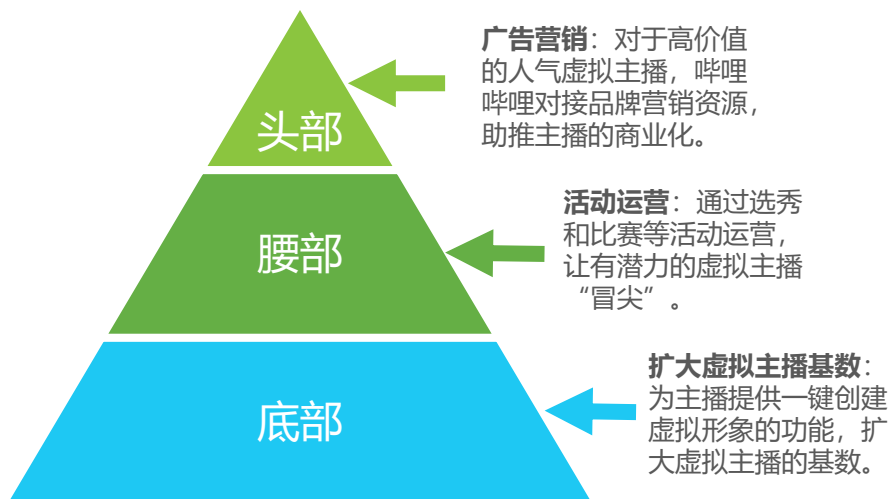 头部
广告营销：对于高价值
的人气虚拟主播，哔哩
哔哩对接品牌营销资源，
助推主播的商业化。
腰部
活动运营：通过选秀
和比赛等活动运营，
让有潜力的虚拟主播
“冒尖”。
底部
扩大虚拟主播基数：
为主播提供一键创建
虚拟形象的功能，扩
大虚拟主播的基数。